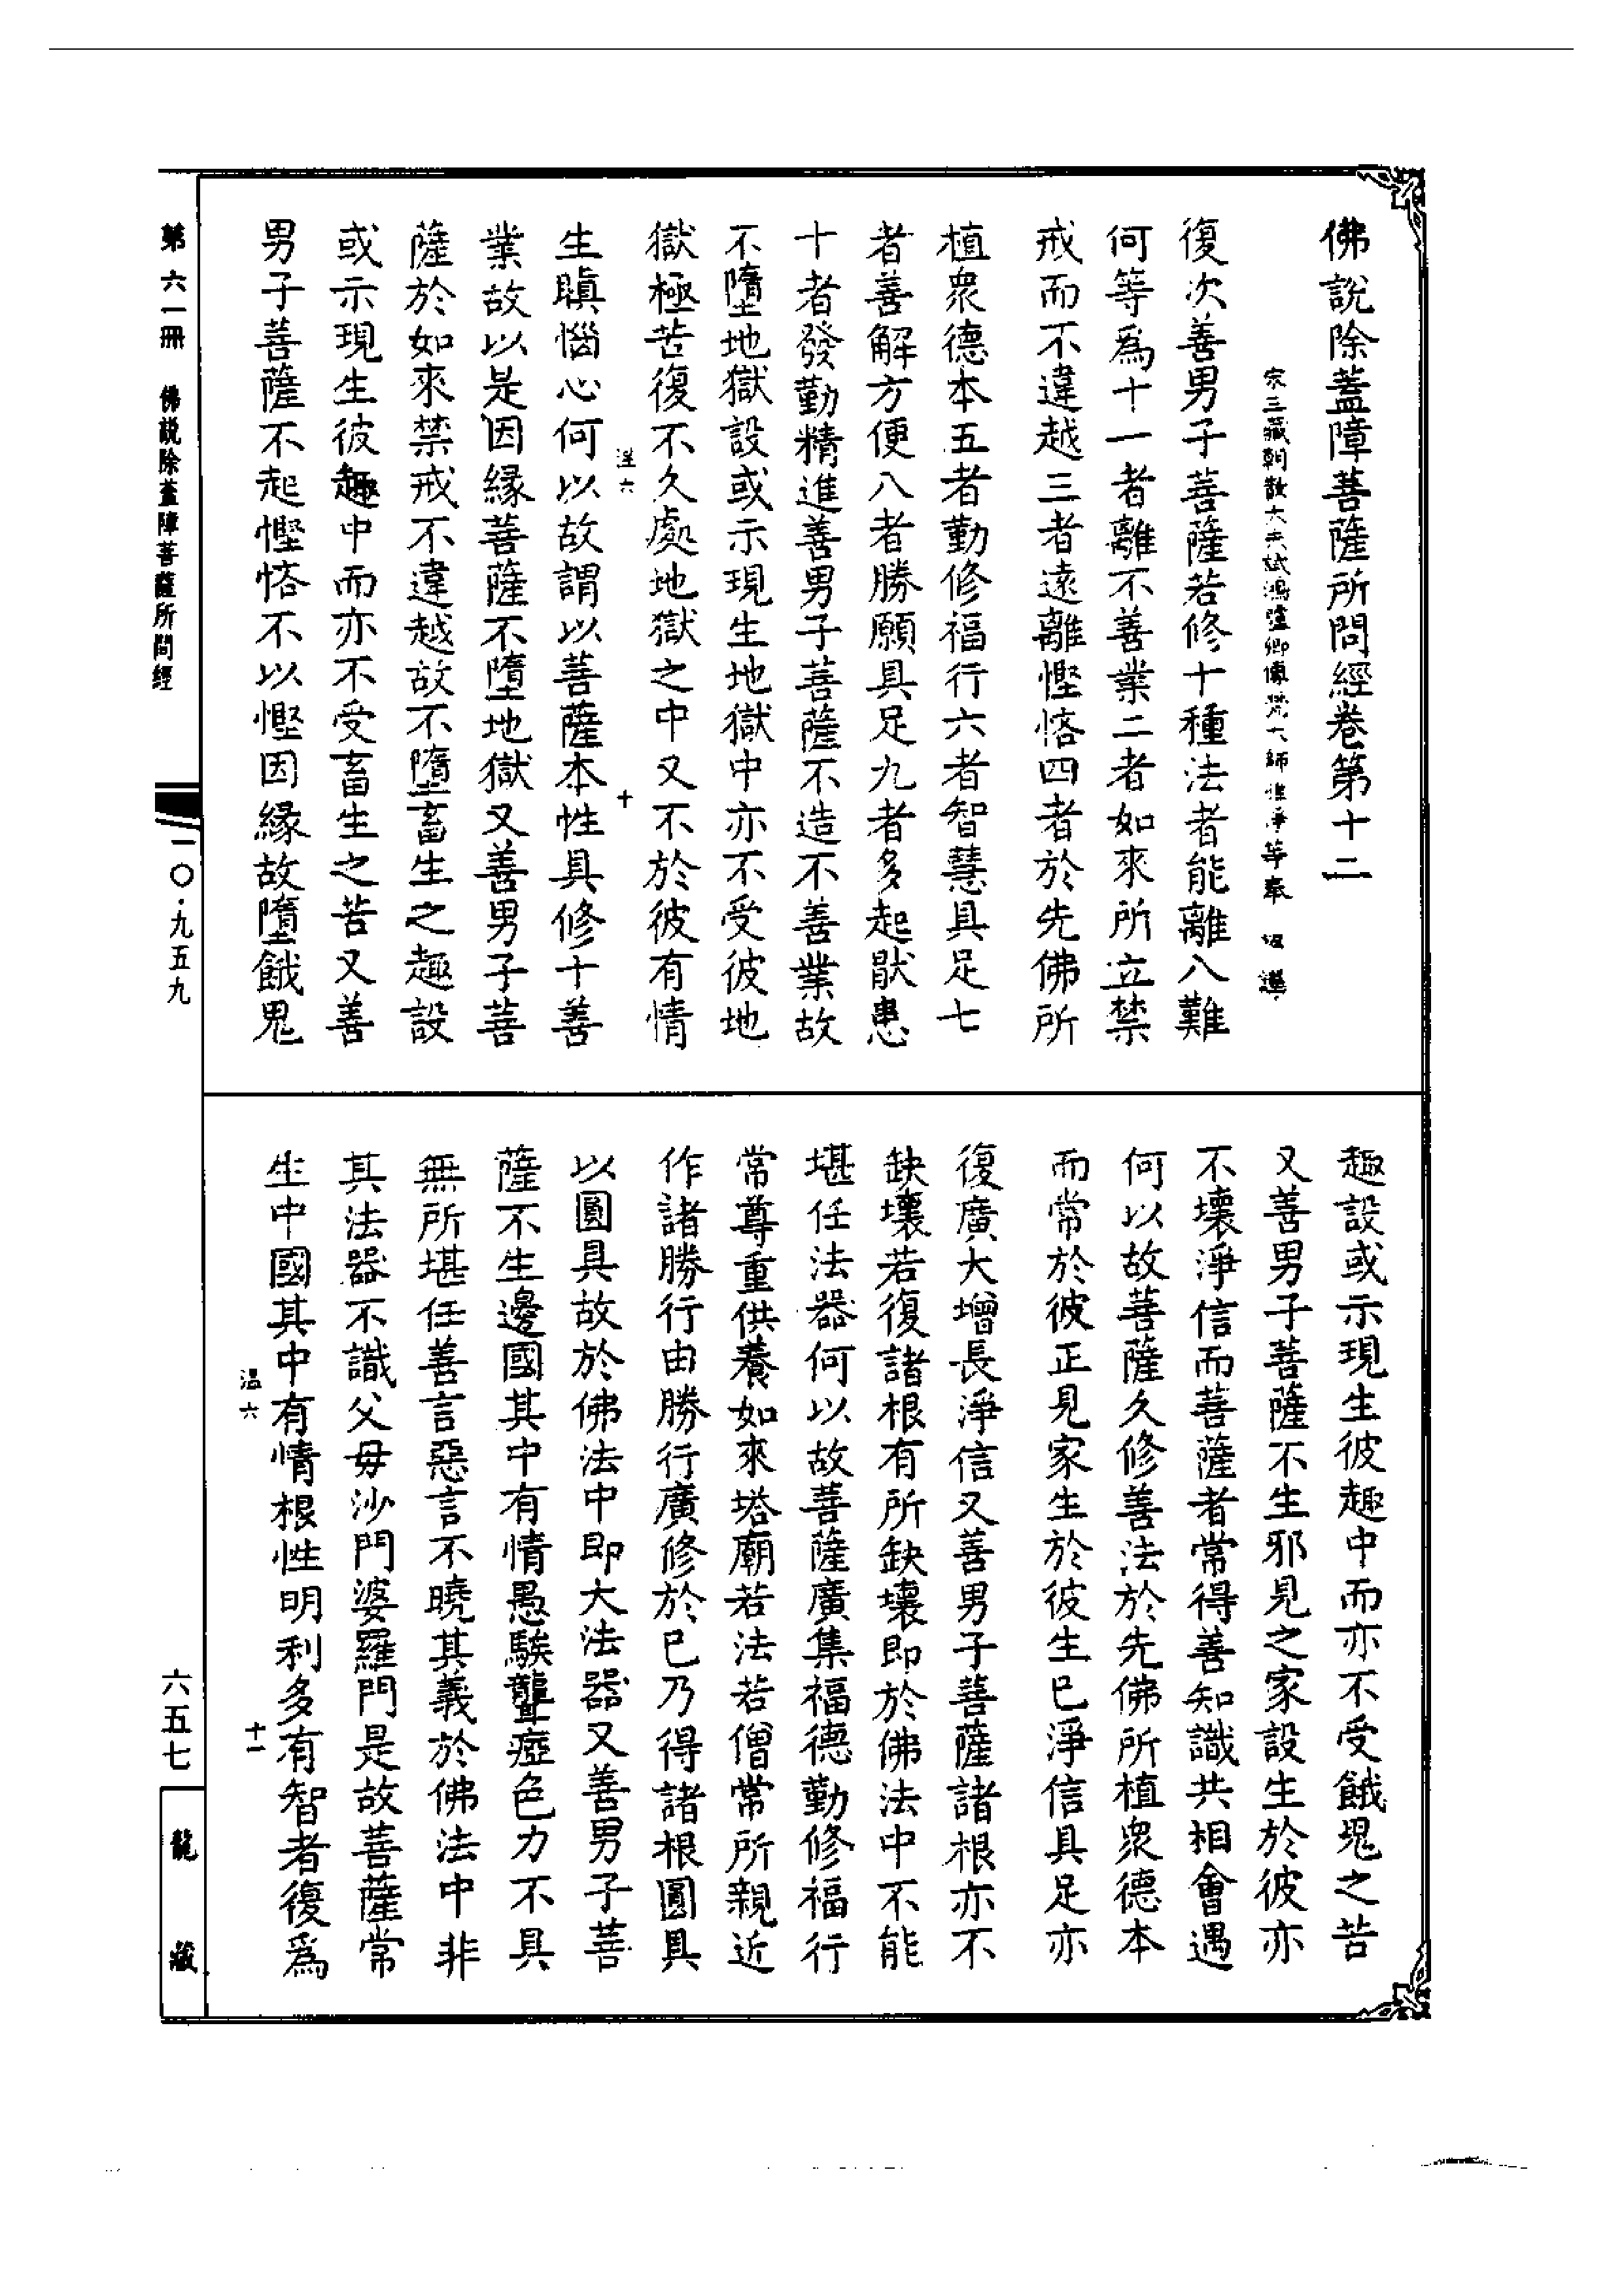 佛說除蓋障菩薩所問經卷第十二
宋三藏朝散大夫試鴻臚卿傳梵大師惟淨等奉 詔譯
復次善男子菩薩若修十種法者能離八難
何等為十一者離不善業二者如來所立禁
戒而不違越三者遠離慳悋四者於先佛所
植眾德本五者勤修福行六者智慧具足七
者善解方便八者勝願具足九者多起厭患
十者發勤精進善男子菩薩不造不善業故
不墮地獄設或示現生地獄中亦不受彼地
獄極苦復不久處地獄之中又不於彼有情
六 十
生瞋惱心何以故謂以菩薩本性具修十善
業故以是因緣菩薩不墮地獄又善男子菩
薩於如來禁戒不違越故不墮畜生之趣設
或示現生彼趣中而亦不受畜生之苦又善
男子菩薩不起慳悋不以慳因緣故墮餓鬼
趣設或示現生彼趣中而亦不受餓鬼之苦
又善男子菩薩不生邪見之家設生於彼亦
不壞淨信而菩薩者常得善知識共相會遇
何以故菩薩久修善法於先佛所植眾德本
而常於彼正見家生於彼生已淨信具足亦
復廣大增長淨信又善男子菩薩諸根亦不
缺壞若復諸根有所缺壞即於佛法中不能
堪任法器何以故菩薩廣集福德勤修福行
常尊重供養如來塔廟若法若僧常所親近
作諸勝行由勝行廣修於已乃得諸根圓具
以圓具故於佛法中即大法器又善男子菩
薩不生邊國其中有情愚騃聾瘂色力不具
無所堪任善言惡言不曉其義於佛法中非
其法器不識父母沙門婆羅門是故菩薩常
生中國其中有情根性明利多有智者復為
溫六 十一
第六一冊 佛說除蓋障菩薩所問經
二〇·九五九
六五七
龍藏